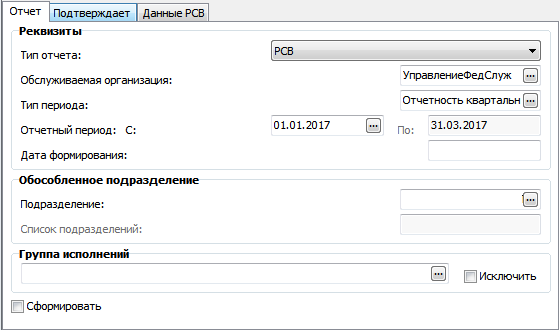 Отчет Подтверждает Данные РСВ
Реквизиты
Тип отчета: РСВ
Обслуживаемая организация: УправлениеФедСлуж ...
Тип периода: Отчетность квартальн ...
Отчетный период: С: 01.01.2017 ... По: 31.03.2017
Дата формирования:
Обособленное подразделение
Подразделение: ...
Список подразделений:
Группа исполнений
... Исключить
Сформировать